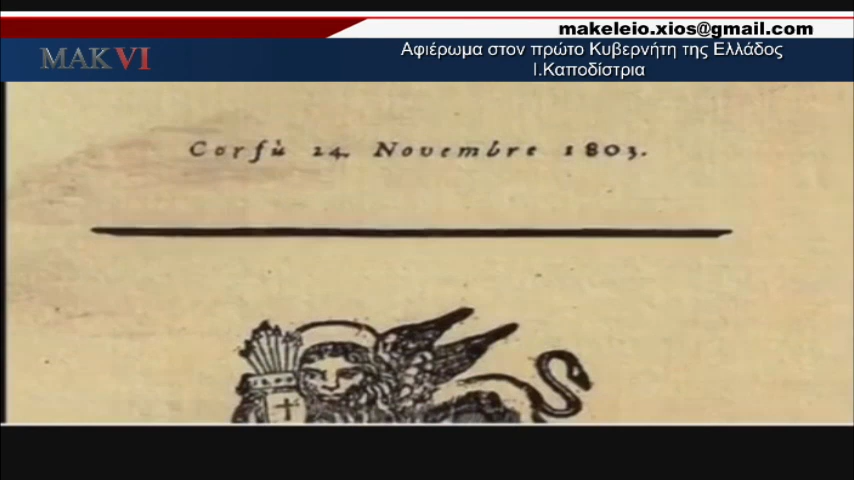 makeleio.xios@gmail.com
MAK VI
Αφιέρωμα στον πρώτο Κυβερνήτη της Ελλάδος
Ι.Καποδίστρια
Corfù 24. Novembre 1803.